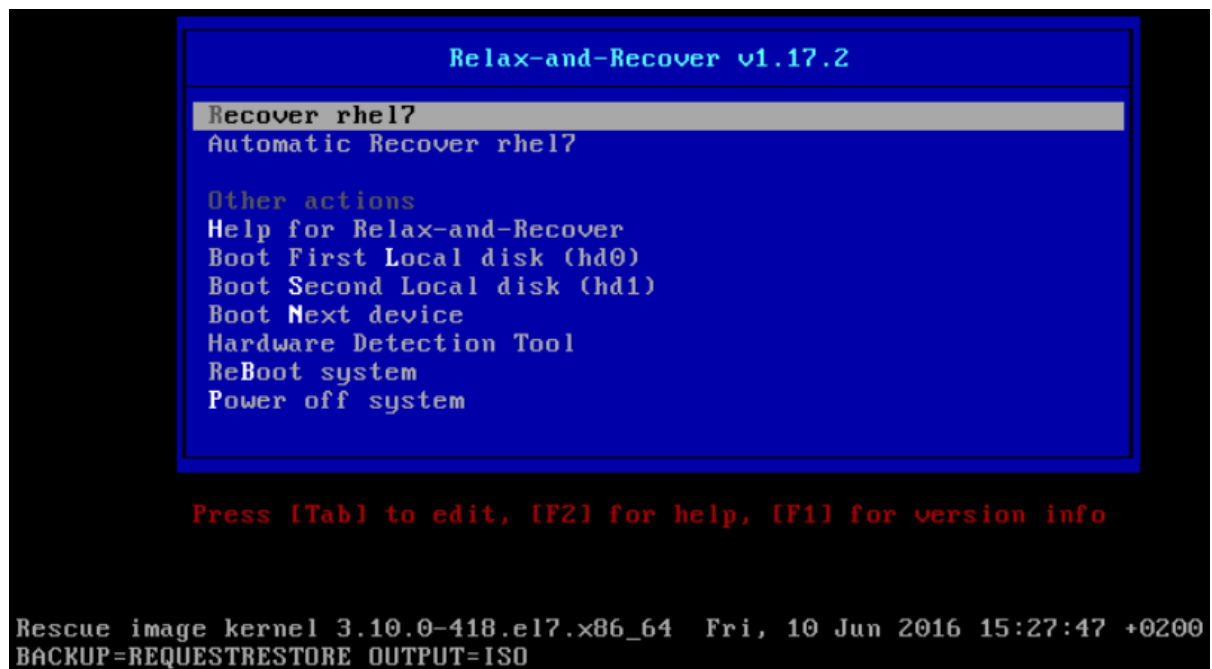 Relax-and-Recover v1.17.2
Recover rhel7
Automatic Recover rhel7
Other actions
Help for Relax-and-Recover
Boot First Local disk (hd0)
Boot Second Local disk (hd1)
Boot Next device
Hardware Detection Tool
ReBoot system
Power off system
Press [Tab] to edit, [F2] for help, [F1] for version info
Rescue image kernel 3.10.0-418.el7.x86_64  Fri, 10 Jun 2016 15:27:47 +0200
BACKUP=REQUESTRESTORE OUTPUT=ISO